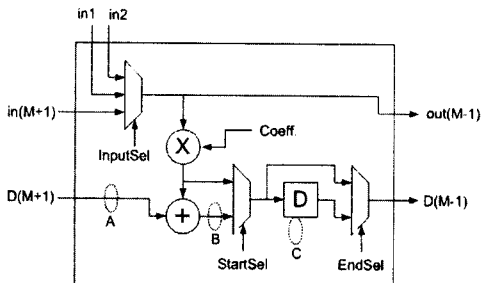 in1 in2
in(M+1)
out(M-1)
InputSel
X
Coeff.
D(M+1)
A
+
B
D
C
D(M-1)
StartSel
EndSel